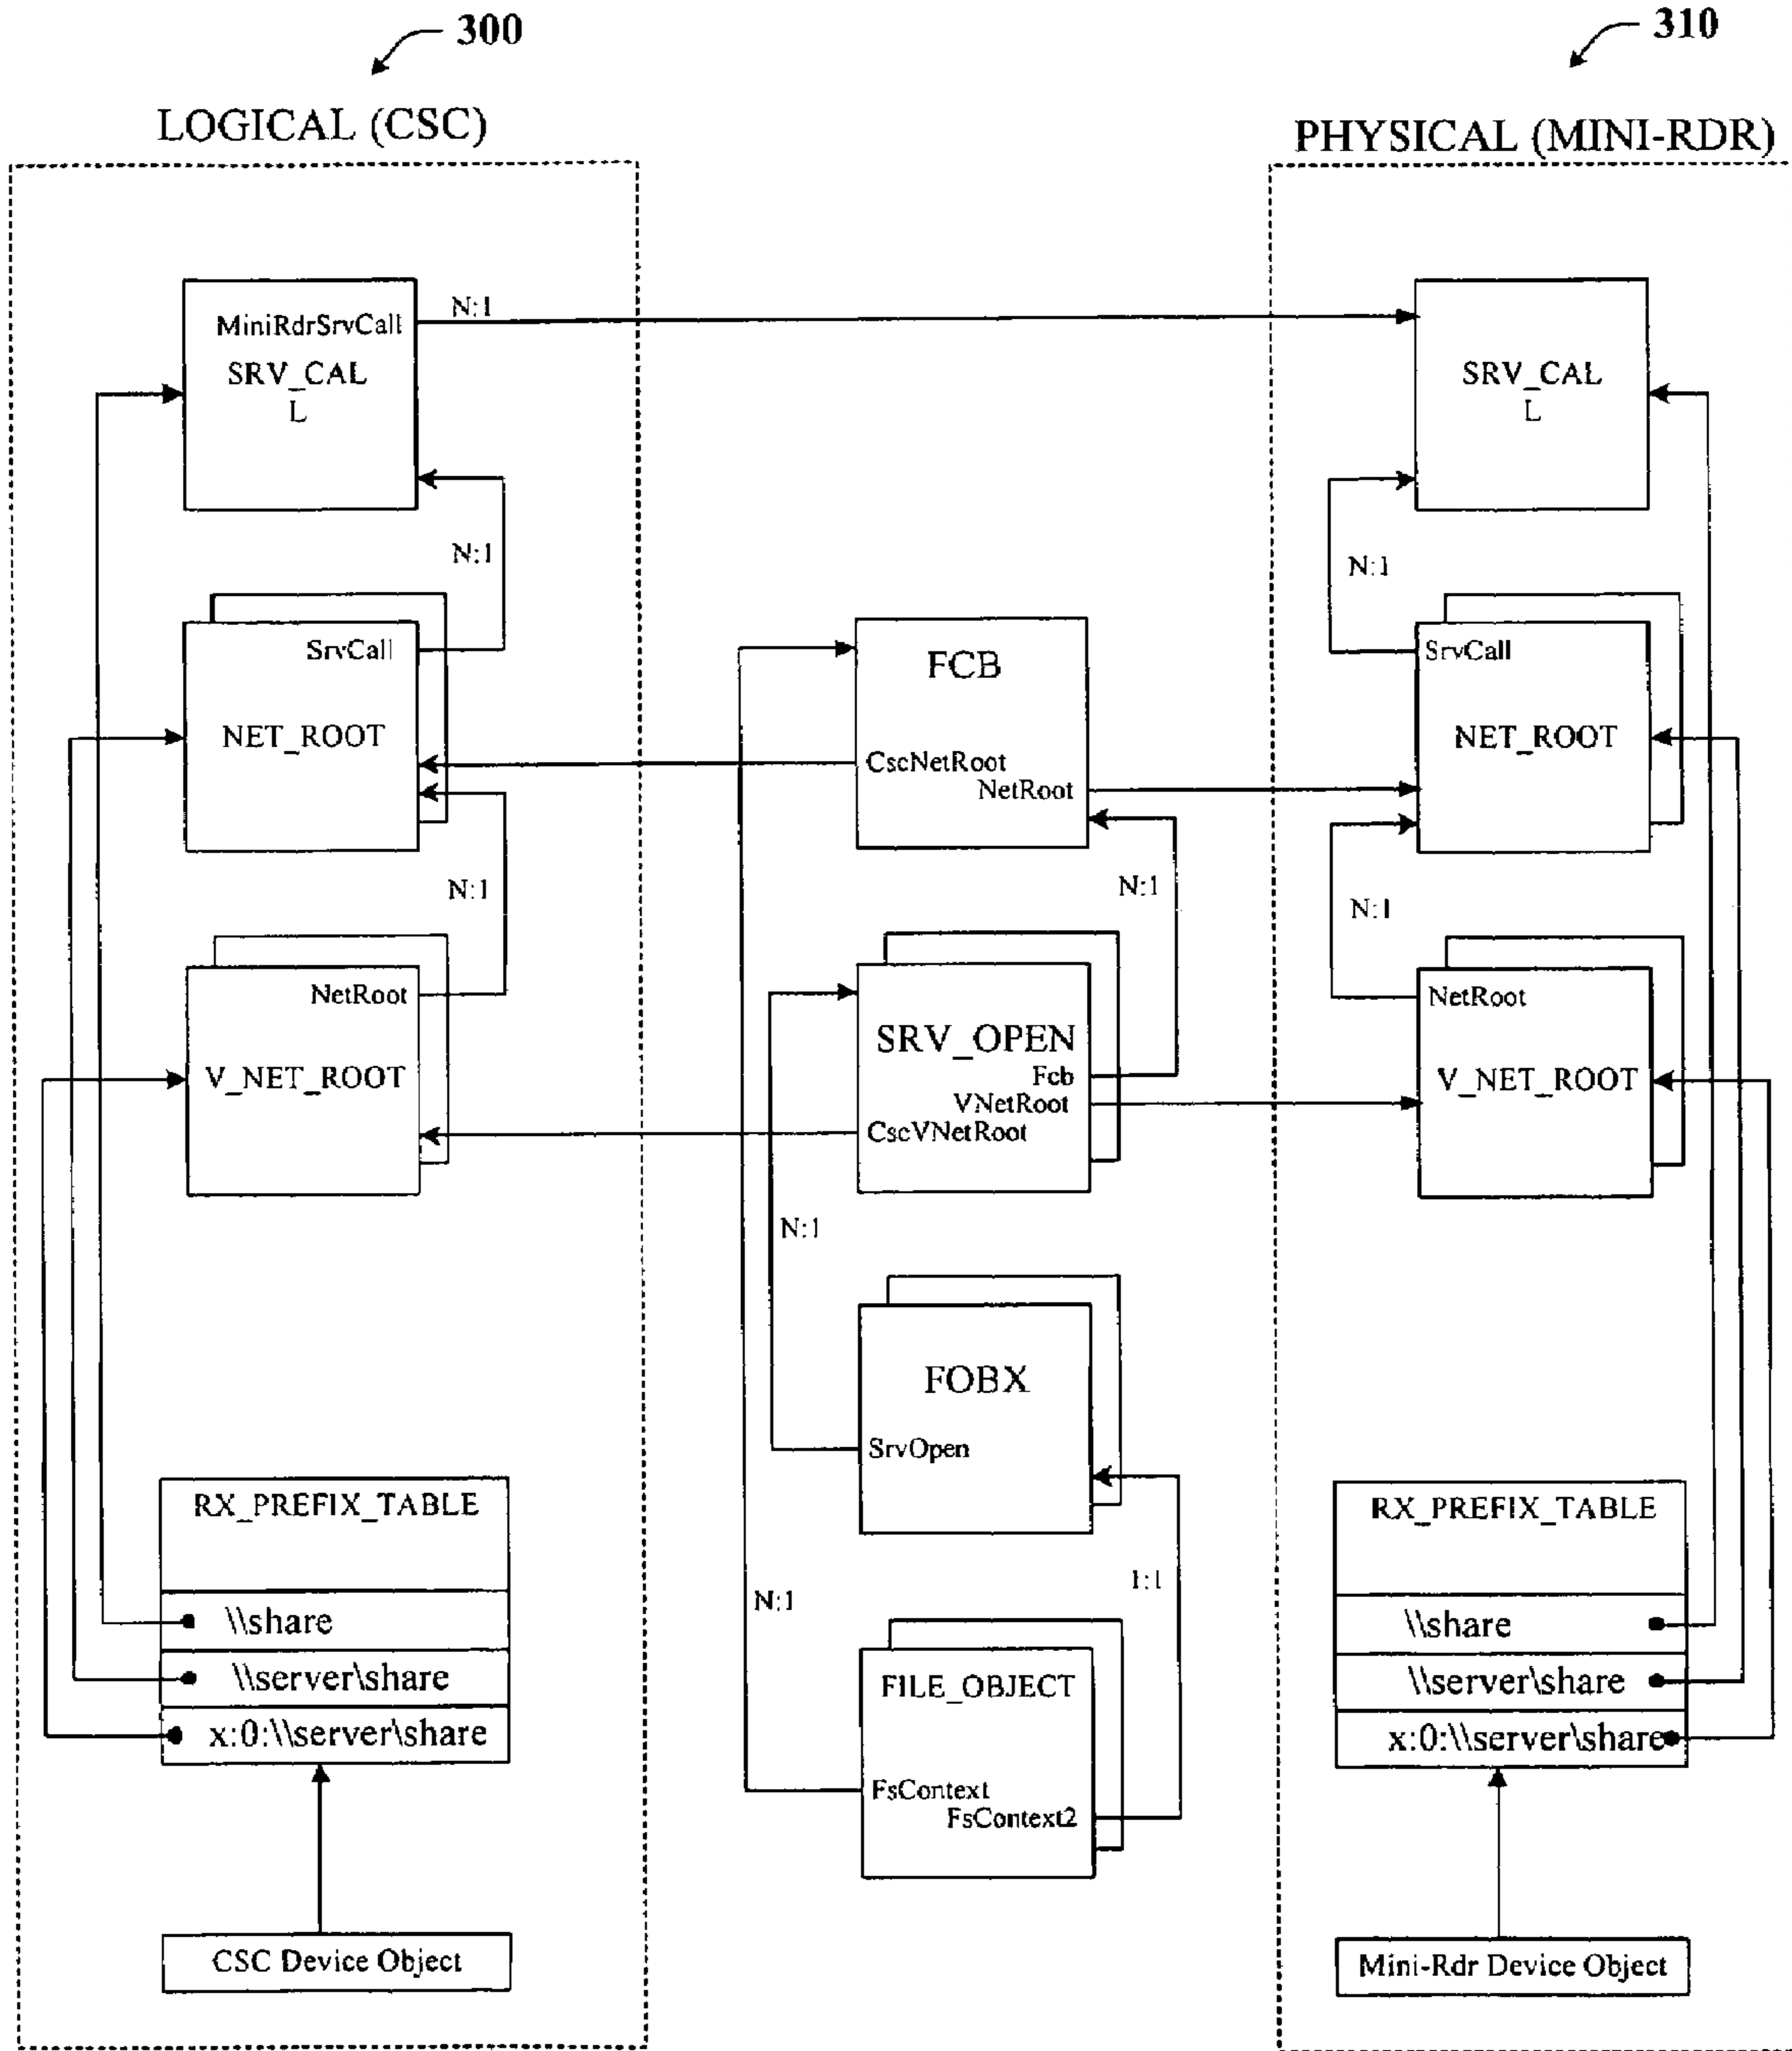 300
310
LOGICAL (CSC)
PHYSICAL (MINI-RDR)
MiniRdrSrvCall
SRV_CAL
L
N:1
SRV_CAL
L
N:1
N:1
SrvCall
NET_ROOT
FCB
CscNetRoot
NetRoot
SrvCall
NET_ROOT
N:1
N:1
N:1
NetRoot
V_NET_ROOT
SRV_OPEN
Fcb
VNetRoot
CscVNetRoot
NetRoot
V_NET_ROOT
N:1
FOBX
SrvOpen
RX_PREFIX_TABLE
\\share
\\server\share
x:0:\\server\share
N:1
1:1
FILE_OBJECT
FsContext
FsContext2
RX_PREFIX_TABLE
\\share
\\server\share
x:0:\\server\share
CSC Device Object
Mini-Rdr Device Object